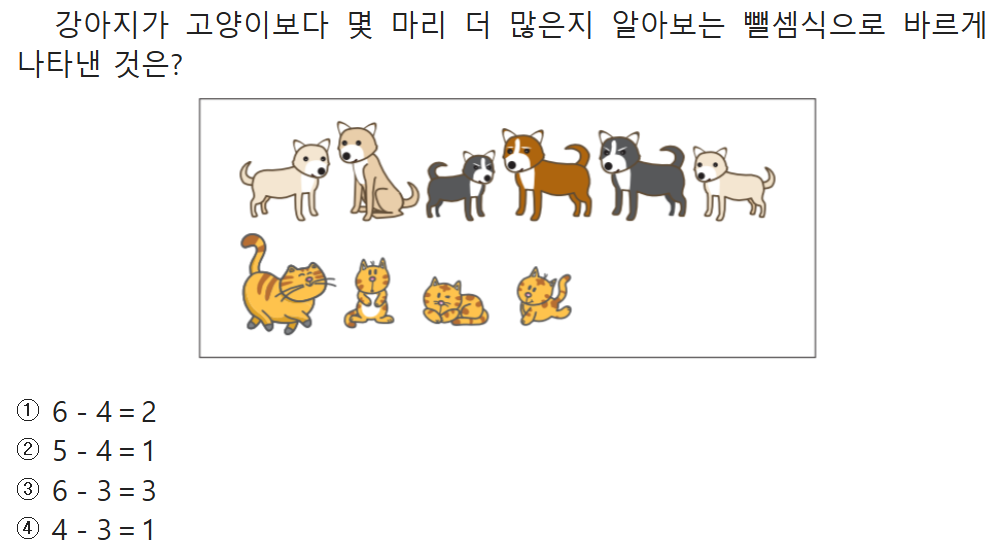 강아지가 고양이보다 몇 마리 더 많은지 알아보는 뺄셈식으로 바르게
나타낸 것은?
① 6 - 4 = 2
② 5 - 4 = 1
③ 6 - 3 = 3
④ 4 - 3 = 1